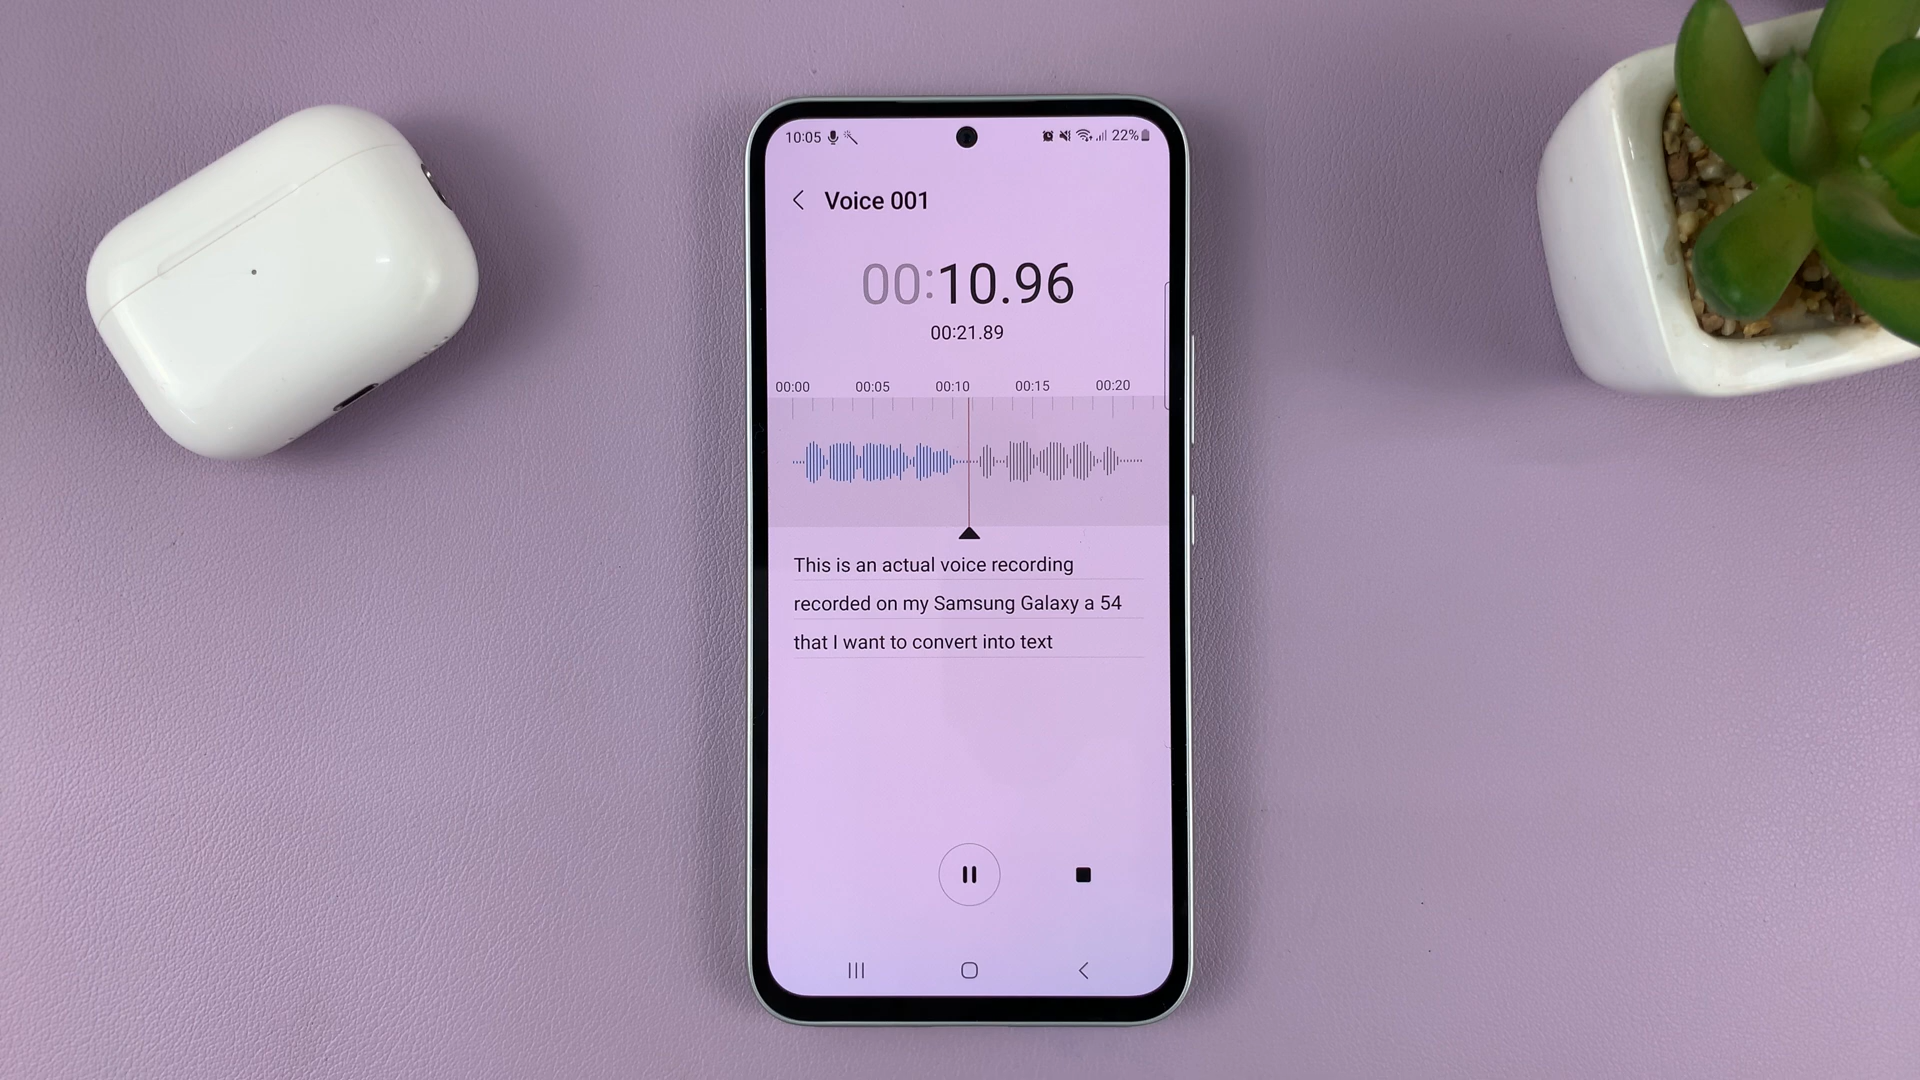 10:05
22%
Voice 001
00:10.96
00:21.89
00:00 00:05 00:10 00:15 00:20
This is an actual voice recording
recorded on my Samsung Galaxy a 54
that I want to convert into text